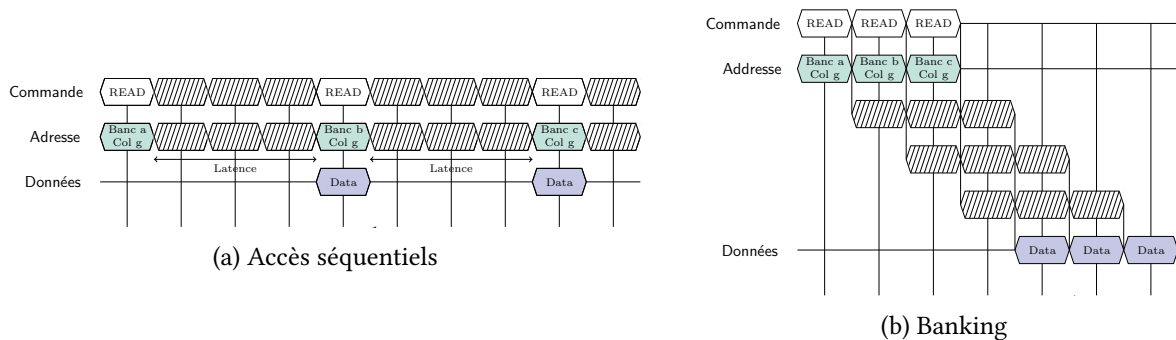 Commande READ READ READ
Adresse Banc a Banc b Banc c
Col g Col g Col g
Latence Latence
Données Data Data
(a) Accès séquentiels
Commande READ READ READ
Addresse Banc a Banc b Banc c
Col g Col g Col g
Données Data Data Data
(b) Banking